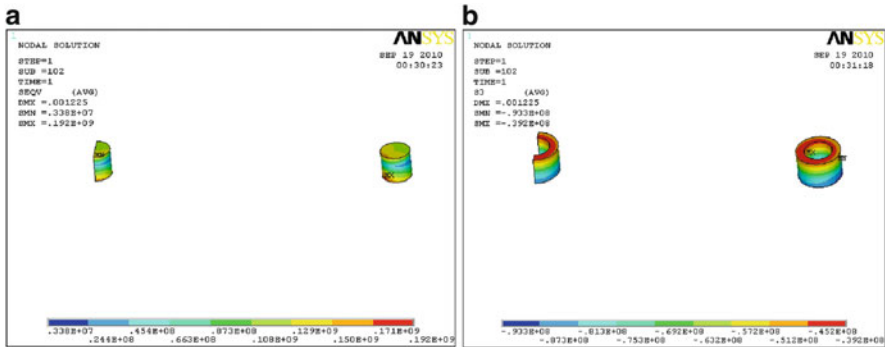 a
1
ANSYS
NODAL SOLUTION
SEP 19 2010
00:30:23
STEP=1
SUB =102
TIME=1
SEQV (AVG)
DMX =.001225
SMN =.338E+07
SMX =.192E+09
MX
.338E+07 .454E+08 .873E+08 .129E+09 .171E+09
.244E+08 .663E+08 .108E+09 .150E+09 .192E+09
b
1
ANSYS
NODAL SOLUTION
SEP 19 2010
00:31:18
STEP=1
SUB =102
TIME=1
S3 (AVG)
DMX =.001225
SMN =-.933E+08
SMX =-.392E+08
-.933E+08 -.813E+08 -.692E+08 -.572E+08 -.452E+08
-.873E+08 -.753E+08 -.632E+08 -.512E+08 -.392E+08